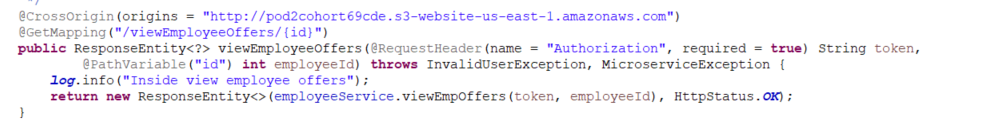 */
@CrossOrigin(origins = "http://pod2cohort69cde.s3-website-us-east-1.amazonaws.com")
@GetMapping("/viewEmployeeOffers/{id}")
public ResponseEntity<?> viewEmployeeOffers(@RequestHeader(name = "Authorization", required = true) String token,
@PathVariable("id") int employeeId) throws InvalidUserException, MicroserviceException {
log.info("Inside view employee offers");
return new ResponseEntity<>(employeeService.viewEmpOffers(token, employeeId), HttpStatus.OK);
}